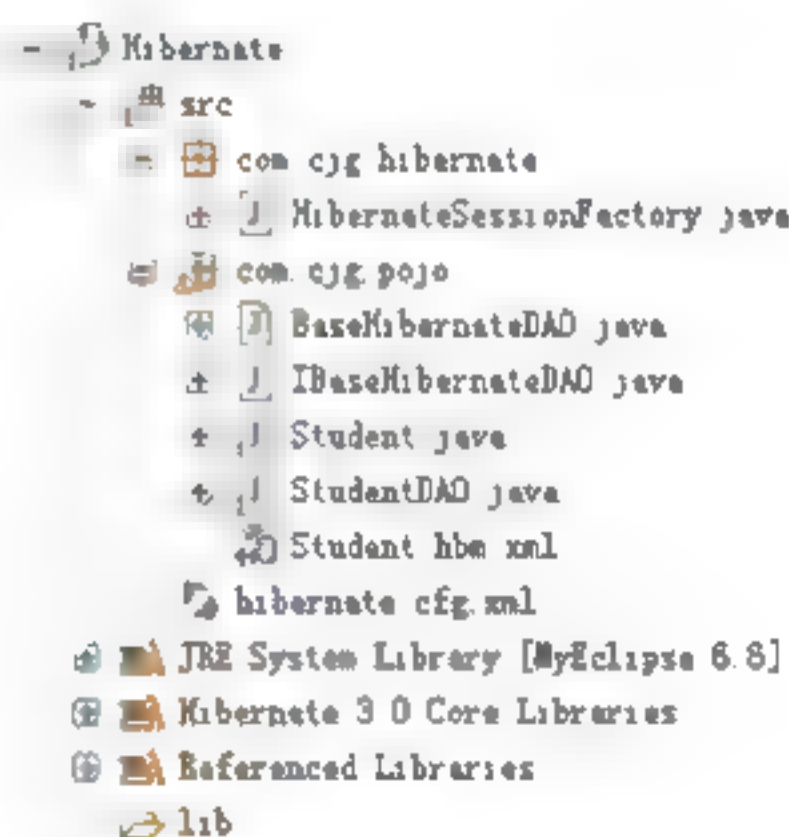 Hibernate
src
com.cjg.hibernate
HibernateSessionFactory.java
com.cjg.pojo
BaseHibernateDAO.java
IBaseHibernateDAO.java
Student.java
StudentDAO.java
Student.hbm.xml
hibernate.cfg.xml
JRE System Library [MyEclipse 6.8]
Hibernate 3.0 Core Libraries
Referenced Libraries
lib